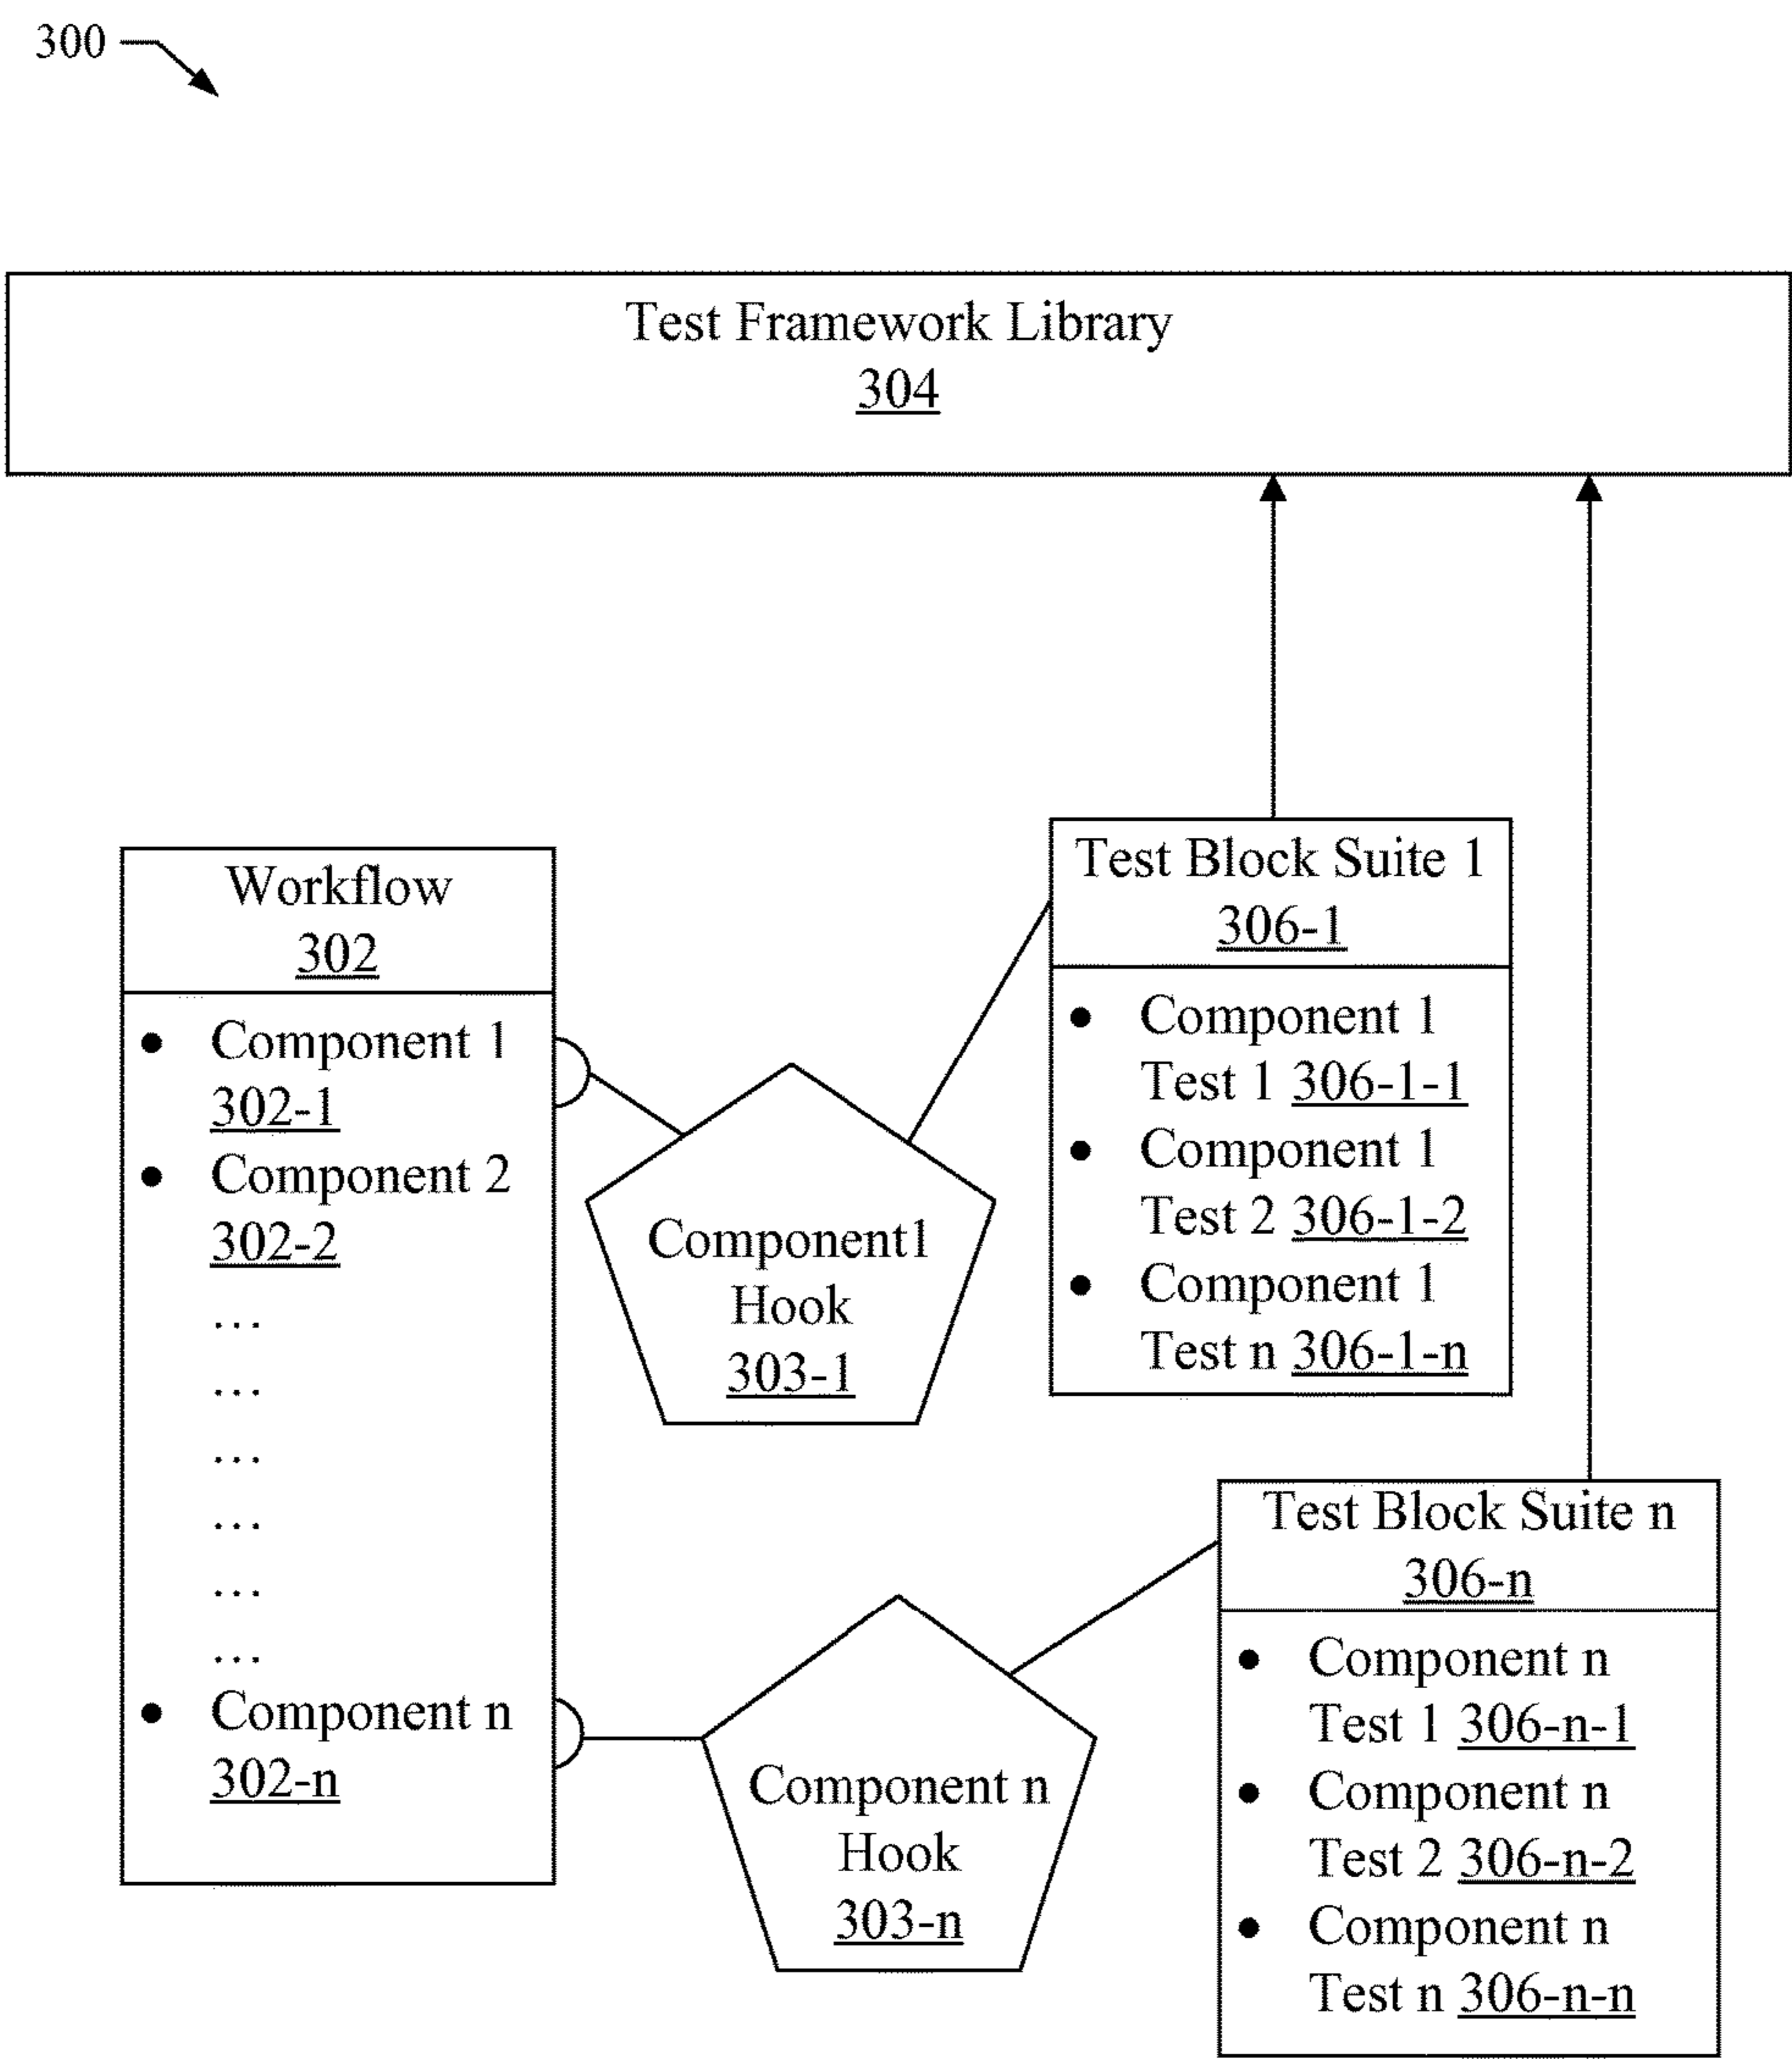 300
Test Framework Library
304
Workflow
302
• Component 1
302-1
• Component 2
302-2
...
...
...
...
...
...
• Component n
302-n
Component1
Hook
303-1
Test Block Suite 1
306-1
• Component 1
Test 1 306-1-1
• Component 1
Test 2 306-1-2
• Component 1
Test n 306-1-n
Component n
Hook
303-n
Test Block Suite n
306-n
• Component n
Test 1 306-n-1
• Component n
Test 2 306-n-2
• Component n
Test n 306-n-n